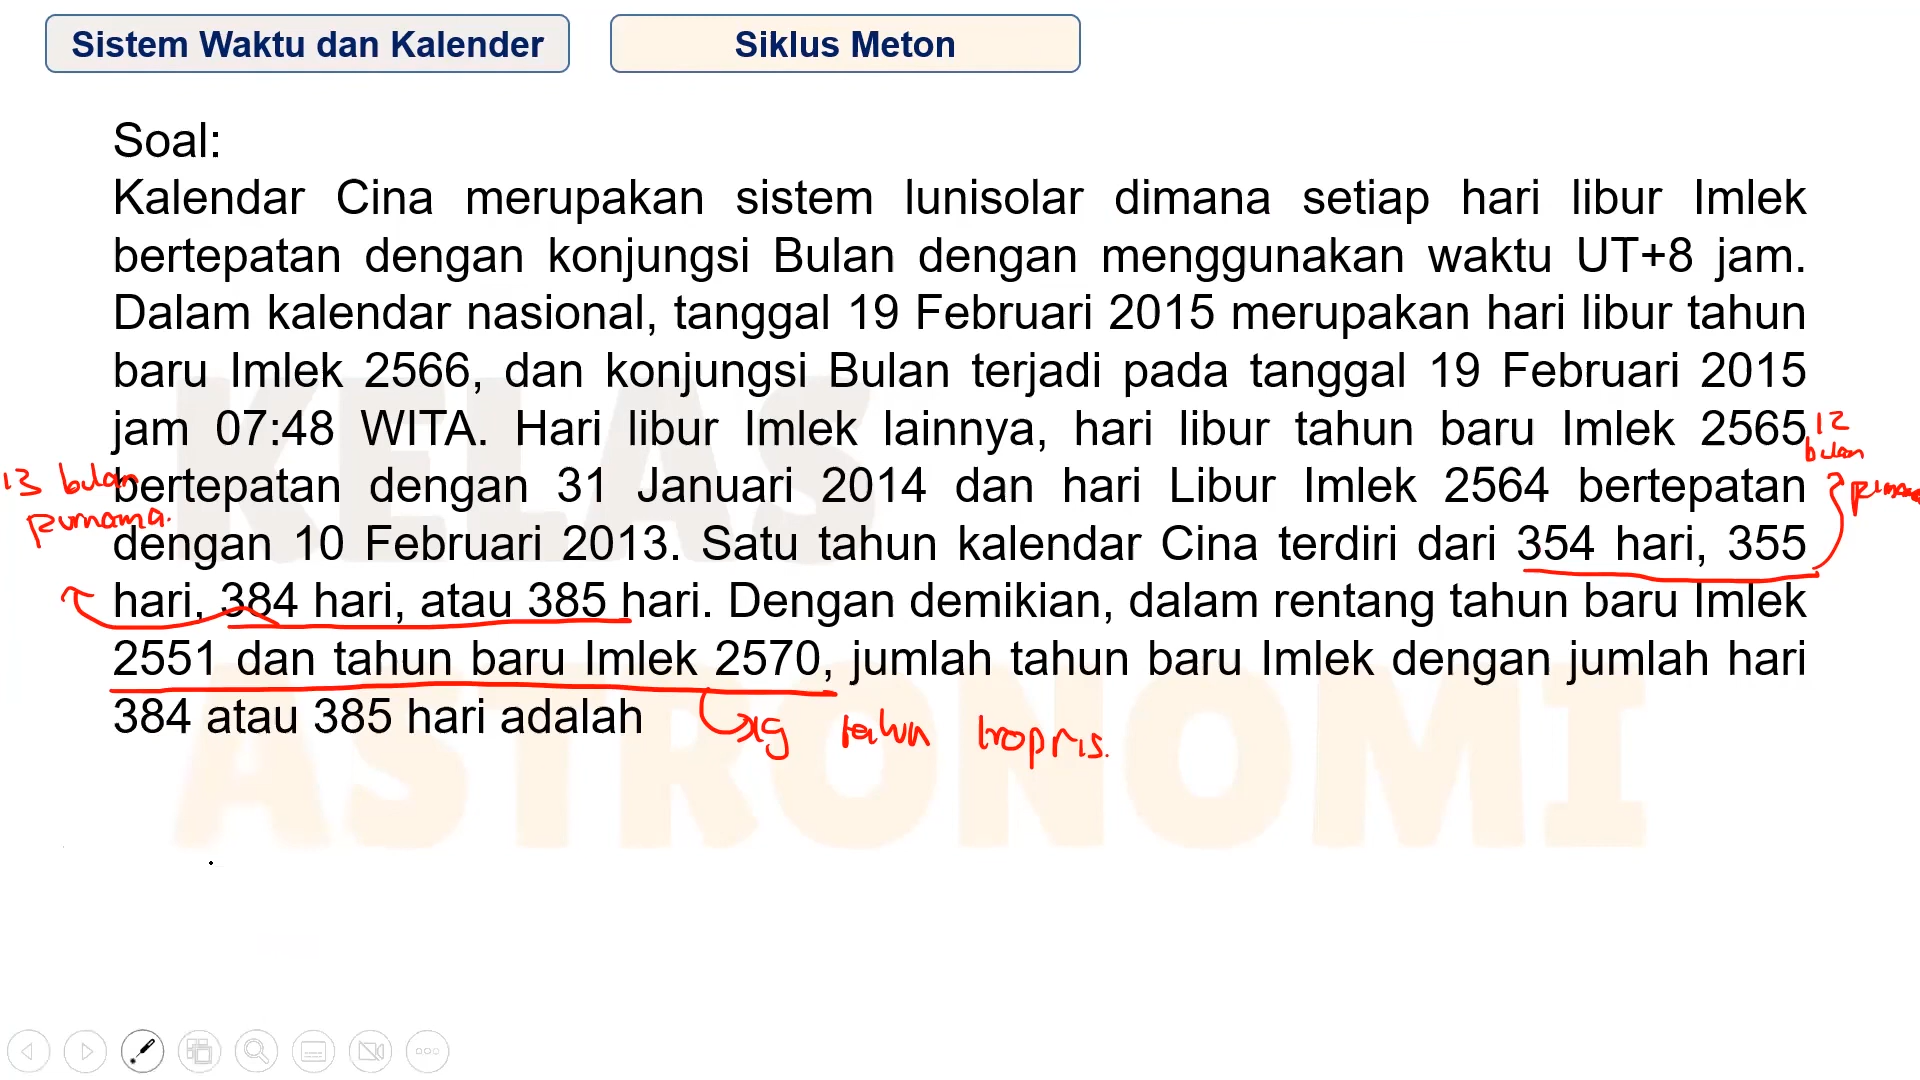 Sistem Waktu dan Kalender
Siklus Meton
Soal:
Kalendar Cina merupakan sistem lunisolar dimana setiap hari libur Imlek
bertepatan dengan konjungsi Bulan dengan menggunakan waktu UT+8 jam.
Dalam kalendar nasional, tanggal 19 Februari 2015 merupakan hari libur tahun
baru Imlek 2566, dan konjungsi Bulan terjadi pada tanggal 19 Februari 2015
jam 07:48 WITA. Hari libur Imlek lainnya, hari libur tahun baru Imlek 2565
12
bulan
13 bulan
purnama.
bertepatan dengan 31 Januari 2014 dan hari Libur Imlek 2564 bertepatan
dengan 10 Februari 2013. Satu tahun kalendar Cina terdiri dari 354 hari, 355
hari, 384 hari, atau 385 hari. Dengan demikian, dalam rentang tahun baru Imlek
2551 dan tahun baru Imlek 2570, jumlah tahun baru Imlek dengan jumlah hari
384 atau 385 hari adalah
19 tahun tropis.
KELAS
ASTRONOMI